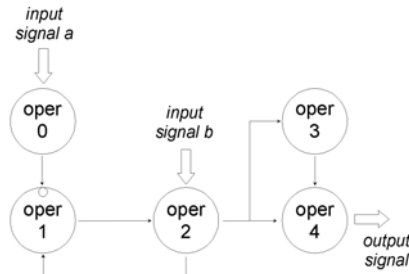 input
signal a
oper
0
input
signal b
oper
3
oper
1
oper
2
oper
4
output
signal